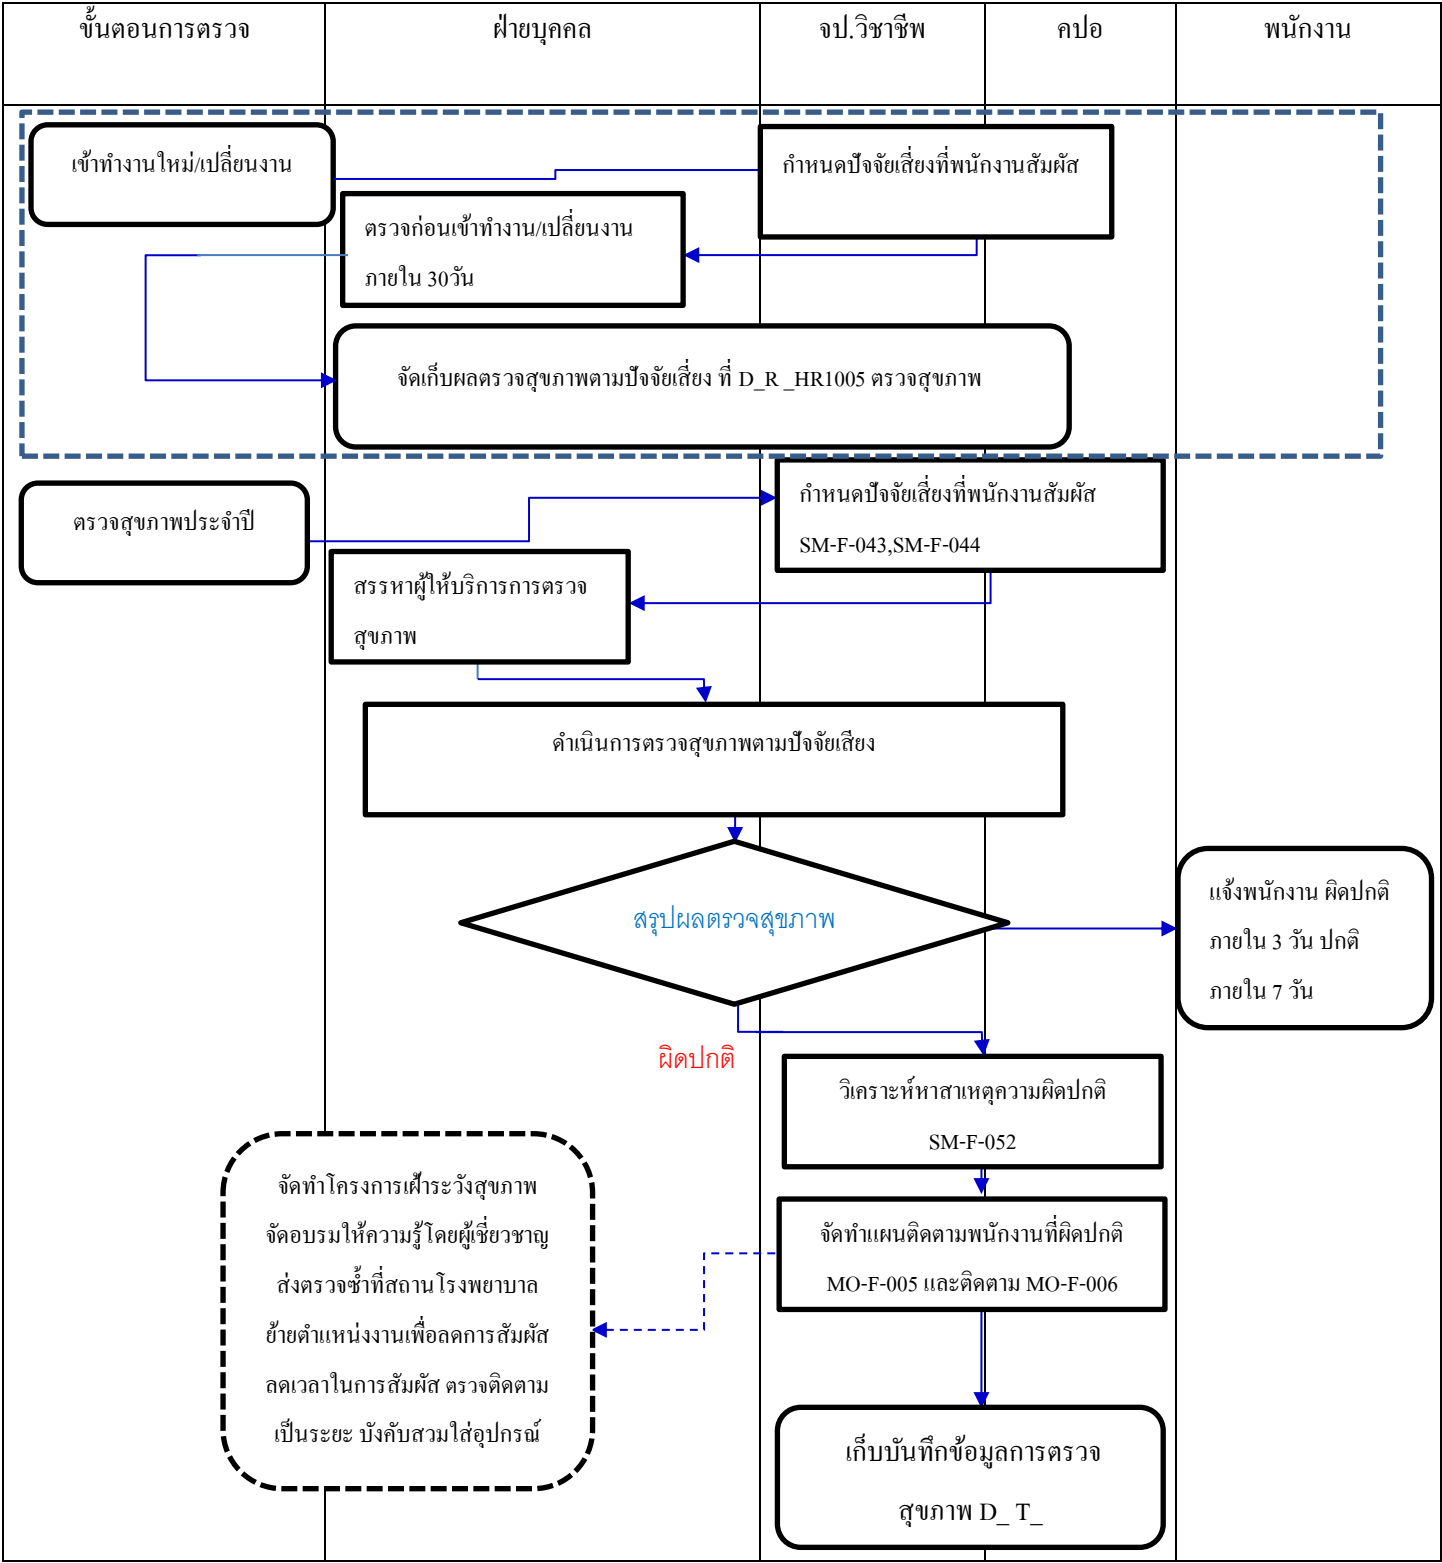 ขั้นตอนการตรวจ
ฝ่ายบุคคล
จป.วิชาชีพ
คปอ
พนักงาน
เข้าทำงานใหม่/เปลี่ยนงาน
กำหนดปัจจัยเสี่ยงที่พนักงานสัมผัส
ตรวจก่อนเข้าทำงาน/เปลี่ยนงาน
ภายใน 30วัน
จัดเก็บผลตรวจสุขภาพตามปัจจัยเสี่ยง ที่ D_R _HR1005 ตรวจสุขภาพ
ตรวจสุขภาพประจำปี
กำหนดปัจจัยเสี่ยงที่พนักงานสัมผัส
SM-F-043,SM-F-044
สรรหาผู้ให้บริการการตรวจ
สุขภาพ
ดำเนินการตรวจสุขภาพตามปัจจัยเสียง
สรุปผลตรวจสุขภาพ
แจ้งพนักงาน ผิดปกติ
ภายใน 3 วัน ปกติ
ภายใน 7 วัน
ผิดปกติ
วิเคราะห์หาสาเหตุความผิดปกติ
SM-F-052
จัดทำแผนติดตามพนักงานที่ผิดปกติ
MO-F-005 และติดตาม MO-F-006
จัดทำโครงการเฝ้าระวังสุขภาพ
จัดอบรมให้ความรู้โดยผู้เชี่ยวชาญ
ส่งตรวจซ้ำที่สถานโรงพยาบาล
ย้ายตำแหน่งงานเพื่อลดการสัมผัส
ลดเวลาในการสัมผัส ตรวจติดตาม
เป็นระยะ บังคับสวมใส่อุปกรณ์
เก็บบันทึกข้อมูลการตรวจ
สุขภาพ D_ T_